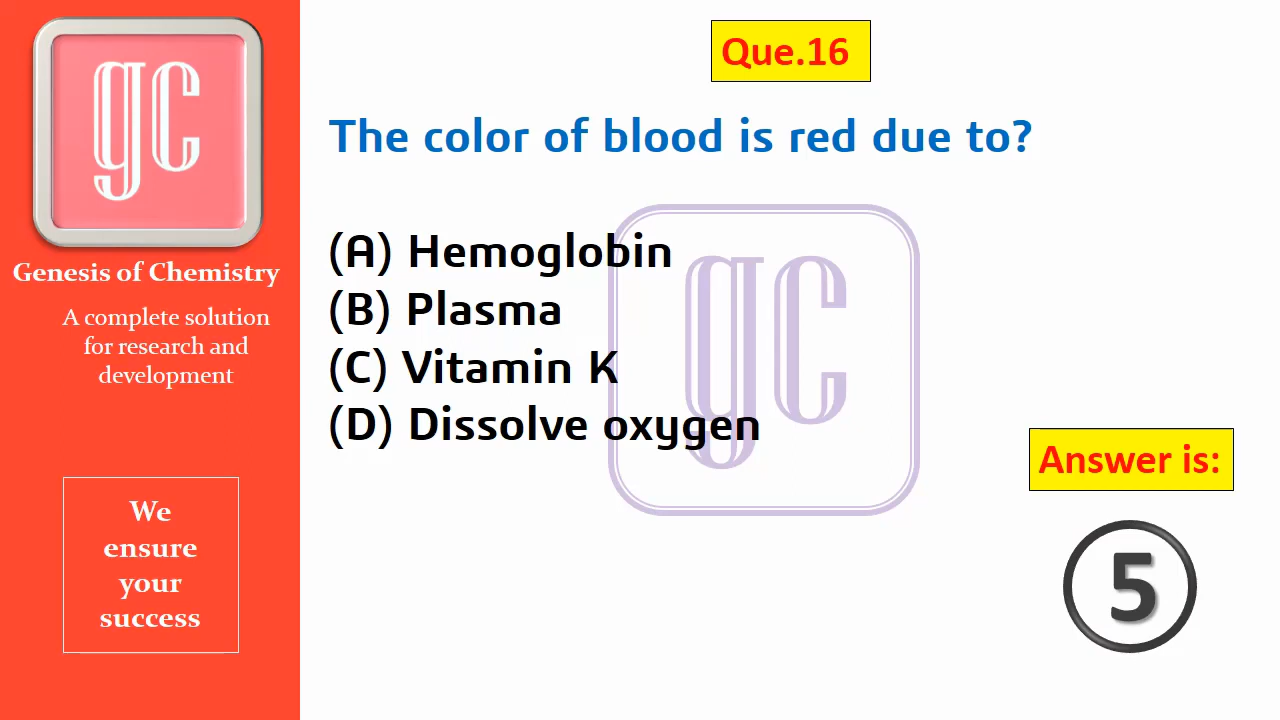 gc
Genesis of Chemistry
A complete solution
for research and
development
We
ensure
your
success
Que.16
The color of blood is red due to?
(A) Hemoglobin
(B) Plasma
(C) Vitamin K
(D) Dissolve oxygen
gc
Answer is:
5